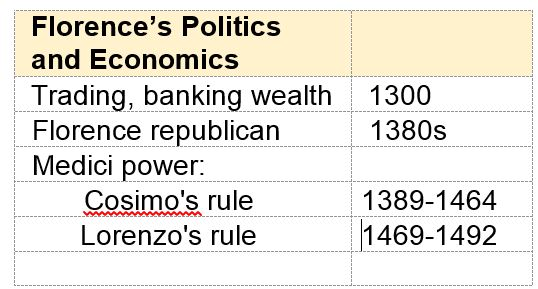 Florence’s Politics
and Economics
Trading, banking wealth 1300
Florence republican 1380s
Medici power:
Cosimo's rule 1389-1464
Lorenzo's rule 1469-1492